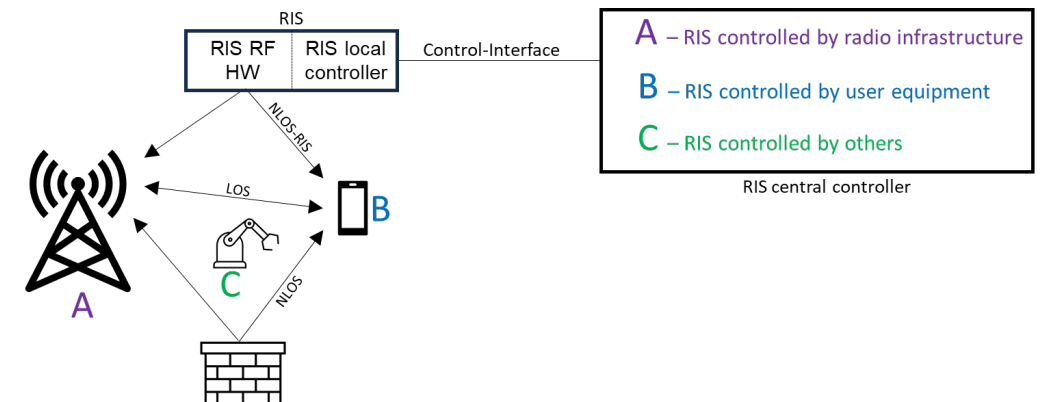 RIS
RIS RF
HW
RIS local
controller
Control-Interface
A – RIS controlled by radio infrastructure
B – RIS controlled by user equipment
C – RIS controlled by others
RIS central controller
NLOS-RIS
LOS
B
C
A
NLOS